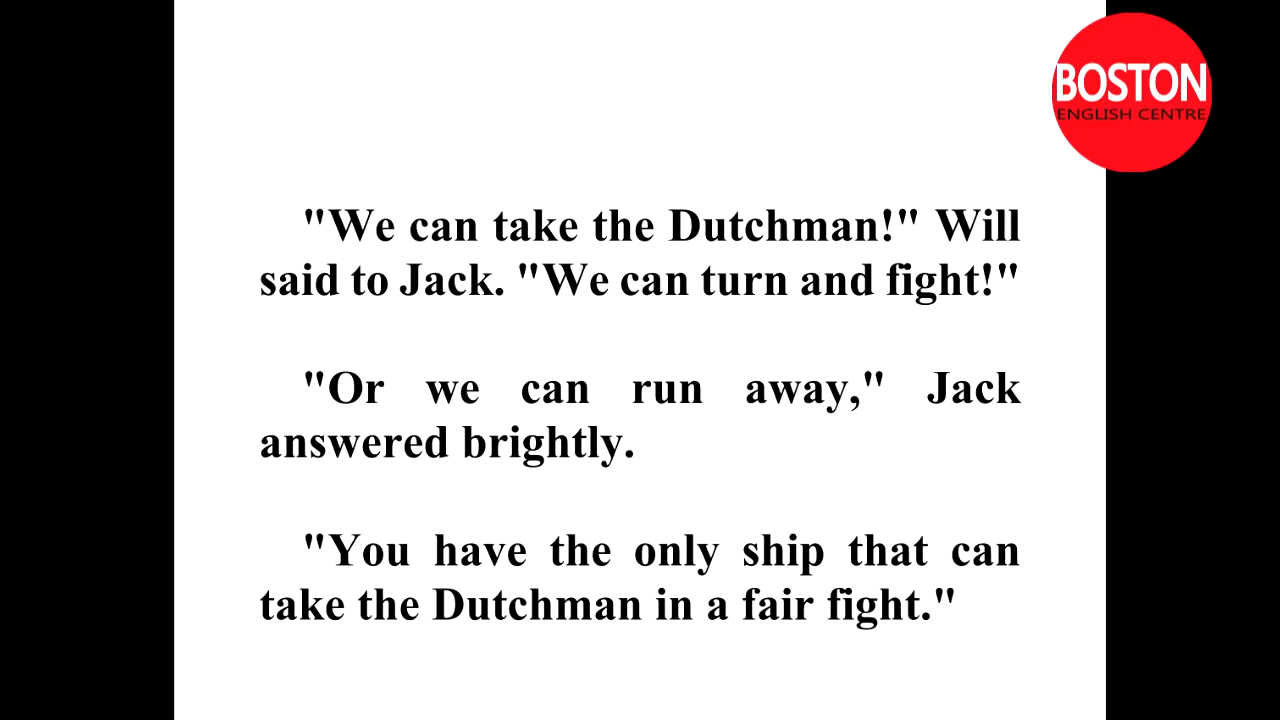 BOSTON
ENGLISH CENTRE
"We can take the Dutchman!" Will
said to Jack. "We can turn and fight!"
"Or we can run away," Jack
answered brightly.
"You have the only ship that can
take the Dutchman in a fair fight."